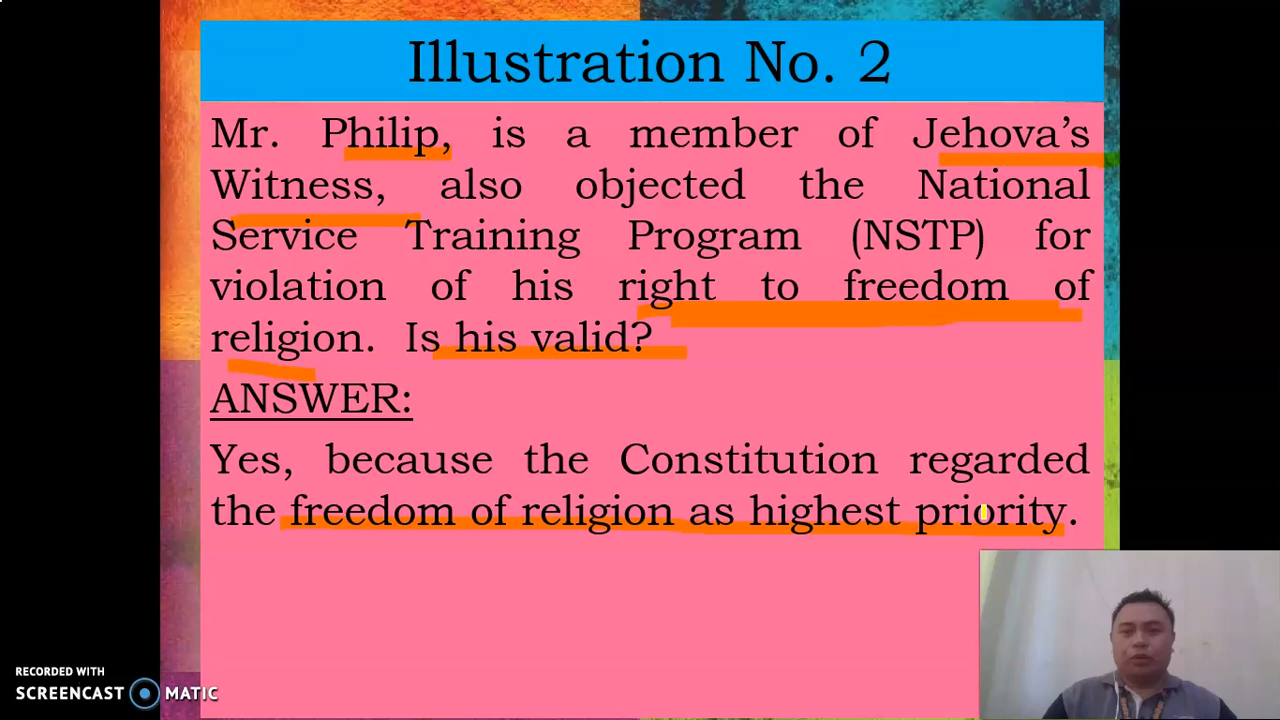 Illustration No. 2
Mr. Philip, is a member of Jehova's
Witness, also objected the National
Service Training Program (NSTP) for
violation of his right to freedom of
religion. Is his valid?
ANSWER:
Yes, because the Constitution regarded
the freedom of religion as highest priority.
RECORDED WITH
SCREENCAST MATIC